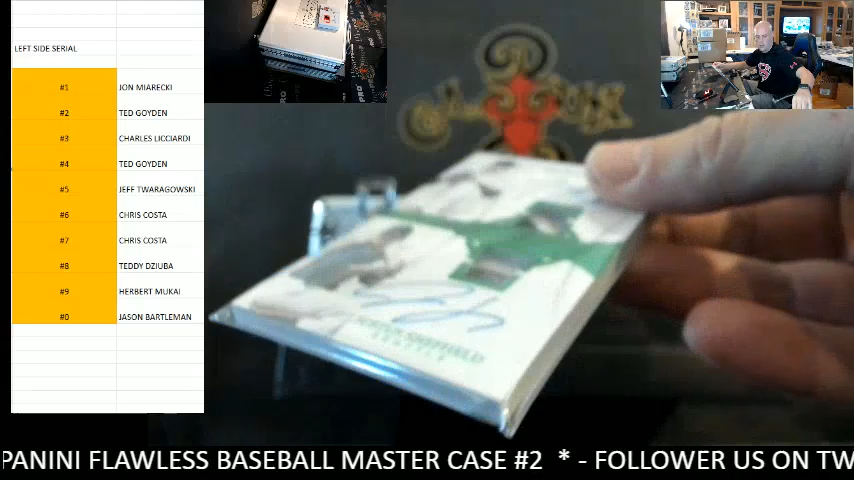 LEFT SIDE SERIAL
#1 JON MIARECKI
#2 TED GOYDEN
#3 CHARLES LICCIARDI
#4 TED GOYDEN
#5 JEFF TWARAGOWSKI
#6 CHRIS COSTA
#7 CHRIS COSTA
#8 TEDDY DZIUBA
#9 HERBERT MUKAI
#0 JASON BARTLEMAN
PANINI FLAWLESS BASEBALL MASTER CASE #2 * - FOLLOWER US ON TW